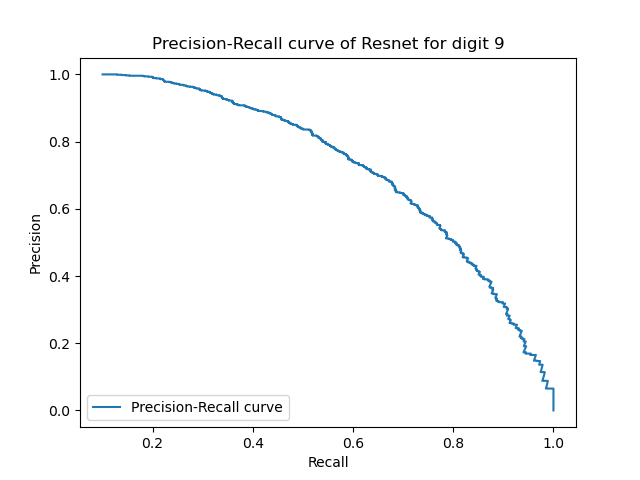 Precision-Recall curve of Resnet for digit 9
1.0
0.8
0.6
0.4
0.2
0.0
Precision
Precision-Recall curve
0.2 0.4 0.6 0.8 1.0
Recall